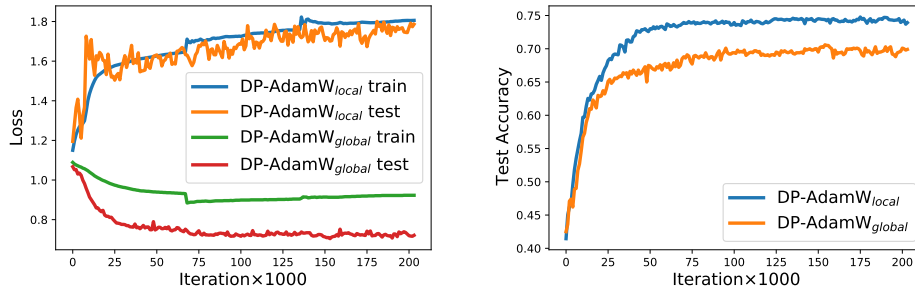 Loss
1.8
1.6
1.4
1.2
1.0
0.8
DP-AdamW_local train
DP-AdamW_local test
DP-AdamW_global train
DP-AdamW_global test
0 25 50 75 100 125 150 175 200
Iteration×1000
Test Accuracy
0.75
0.70
0.65
0.60
0.55
0.50
0.45
0.40
DP-AdamW_local
DP-AdamW_global
0 25 50 75 100 125 150 175 200
Iteration×1000